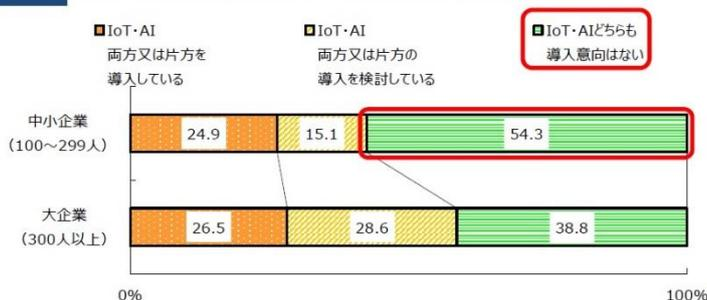 IoT・AI
両方又は片方を
導入している
IoT・AI
両方又は片方の
導入を検討している
IoT・AIどちらも
導入意向はない
中小企業
（100～299人）
24.9
15.1
54.3
大企業
（300人以上）
26.5
28.6
38.8
0%
100%